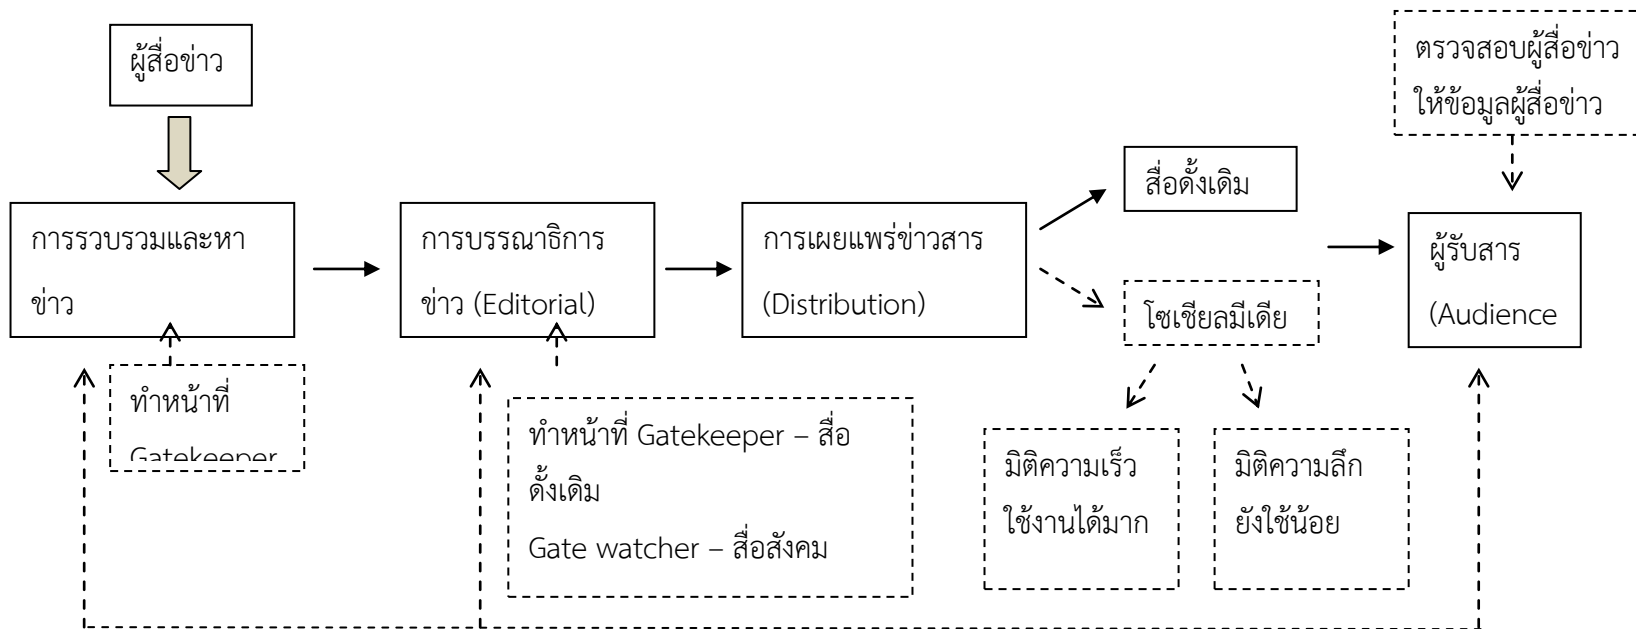 ผู้สื่อข่าว
ตรวจสอบผู้สื่อข่าว
ให้ข้อมูลผู้สื่อข่าว
การรวบรวมและหา
ข่าว
การบรรณาธิการ
ข่าว (Editorial)
การเผยแพร่ข่าวสาร
(Distribution)
สื่อดั้งเดิม
โซเชียลมีเดีย
ผู้รับสาร
(Audience
ทำหน้าที่
Gatekeeper
ทำหน้าที่ Gatekeeper – สื่อ
ดั้งเดิม
Gate watcher – สื่อสังคม
มิติความเร็ว
ใช้งานได้มาก
มิติความลึก
ยังใช้น้อย